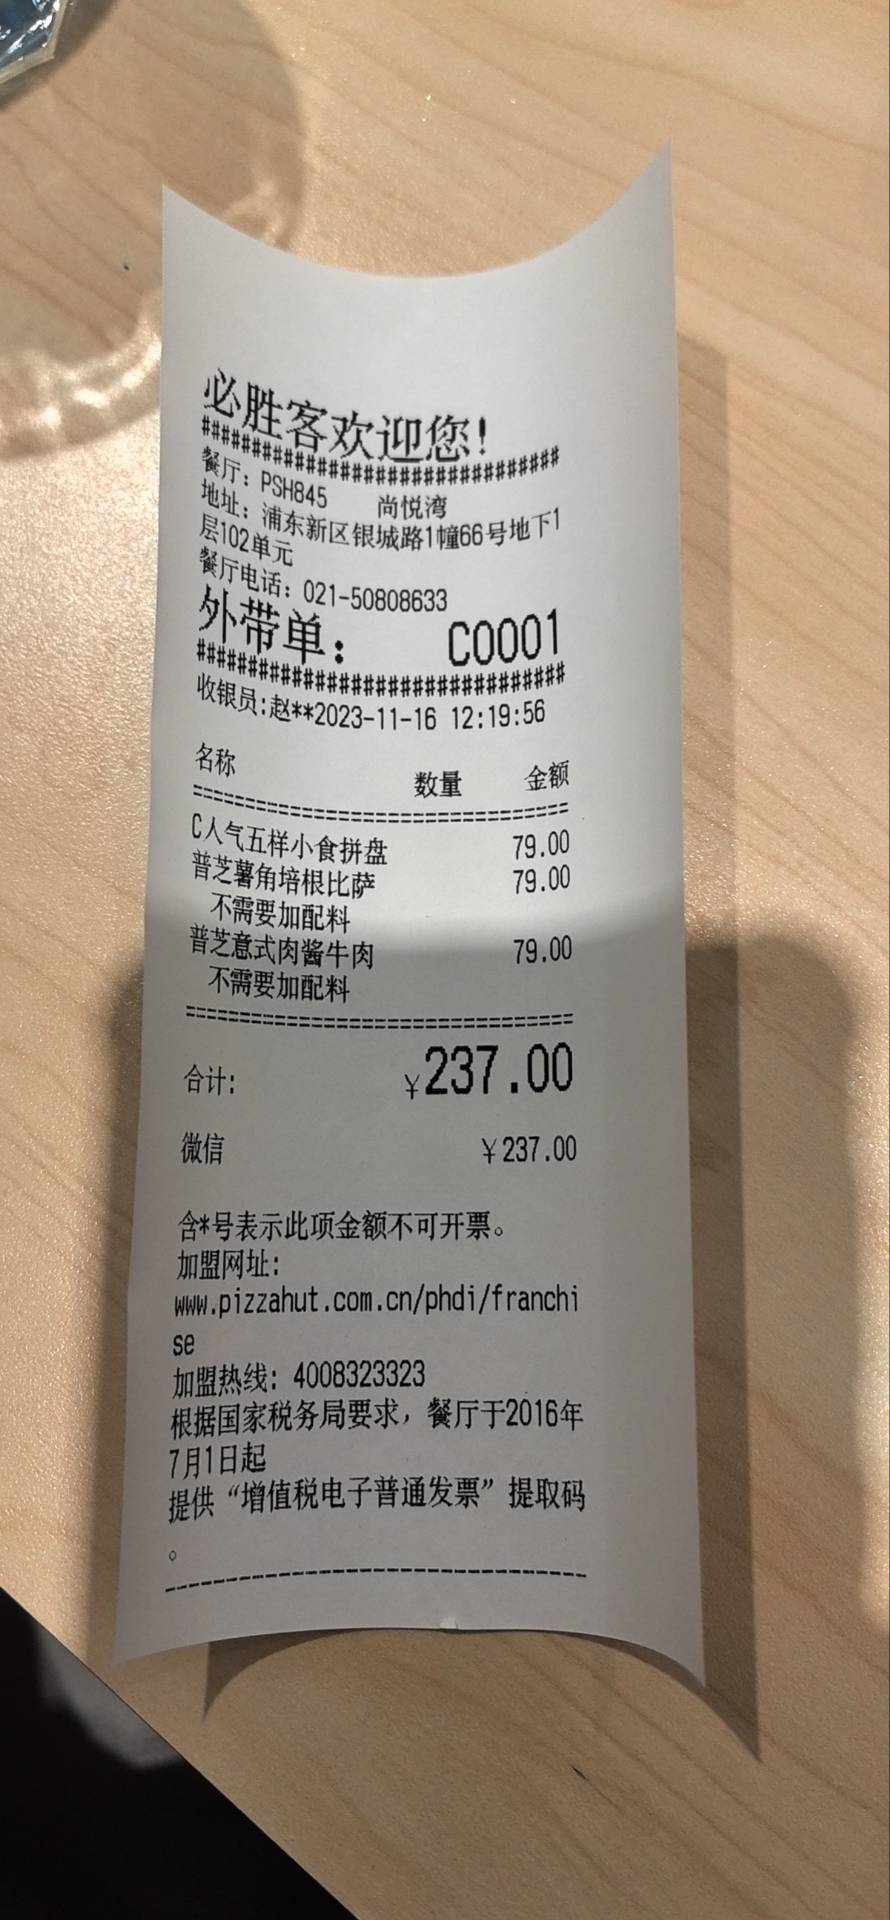 必胜客欢迎您!
###################################
餐厅: PSH845 尚悦湾
地址: 浦东新区银城路1幢66号地下1
层102单元
餐厅电话: 021-50808633
外带单: C0001
###################################
收银员:赵**2023-11-16 12:19:56
名称 数量 金额
===================================
C人气五样小食拼盘 79.00
普芝薯角培根比萨 79.00
不需要加配料
普芝意式肉酱牛肉 79.00
不需要加配料
===================================
合计: ¥237.00
微信 ¥237.00
含*号表示此项金额不可开票。
加盟网址:
www.pizzahut.com.cn/phdi/franchi
se
加盟热线: 4008323323
根据国家税务局要求，餐厅于2016年
7月1日起
提供“增值税电子普通发票”提取码
。
-----------------------------------